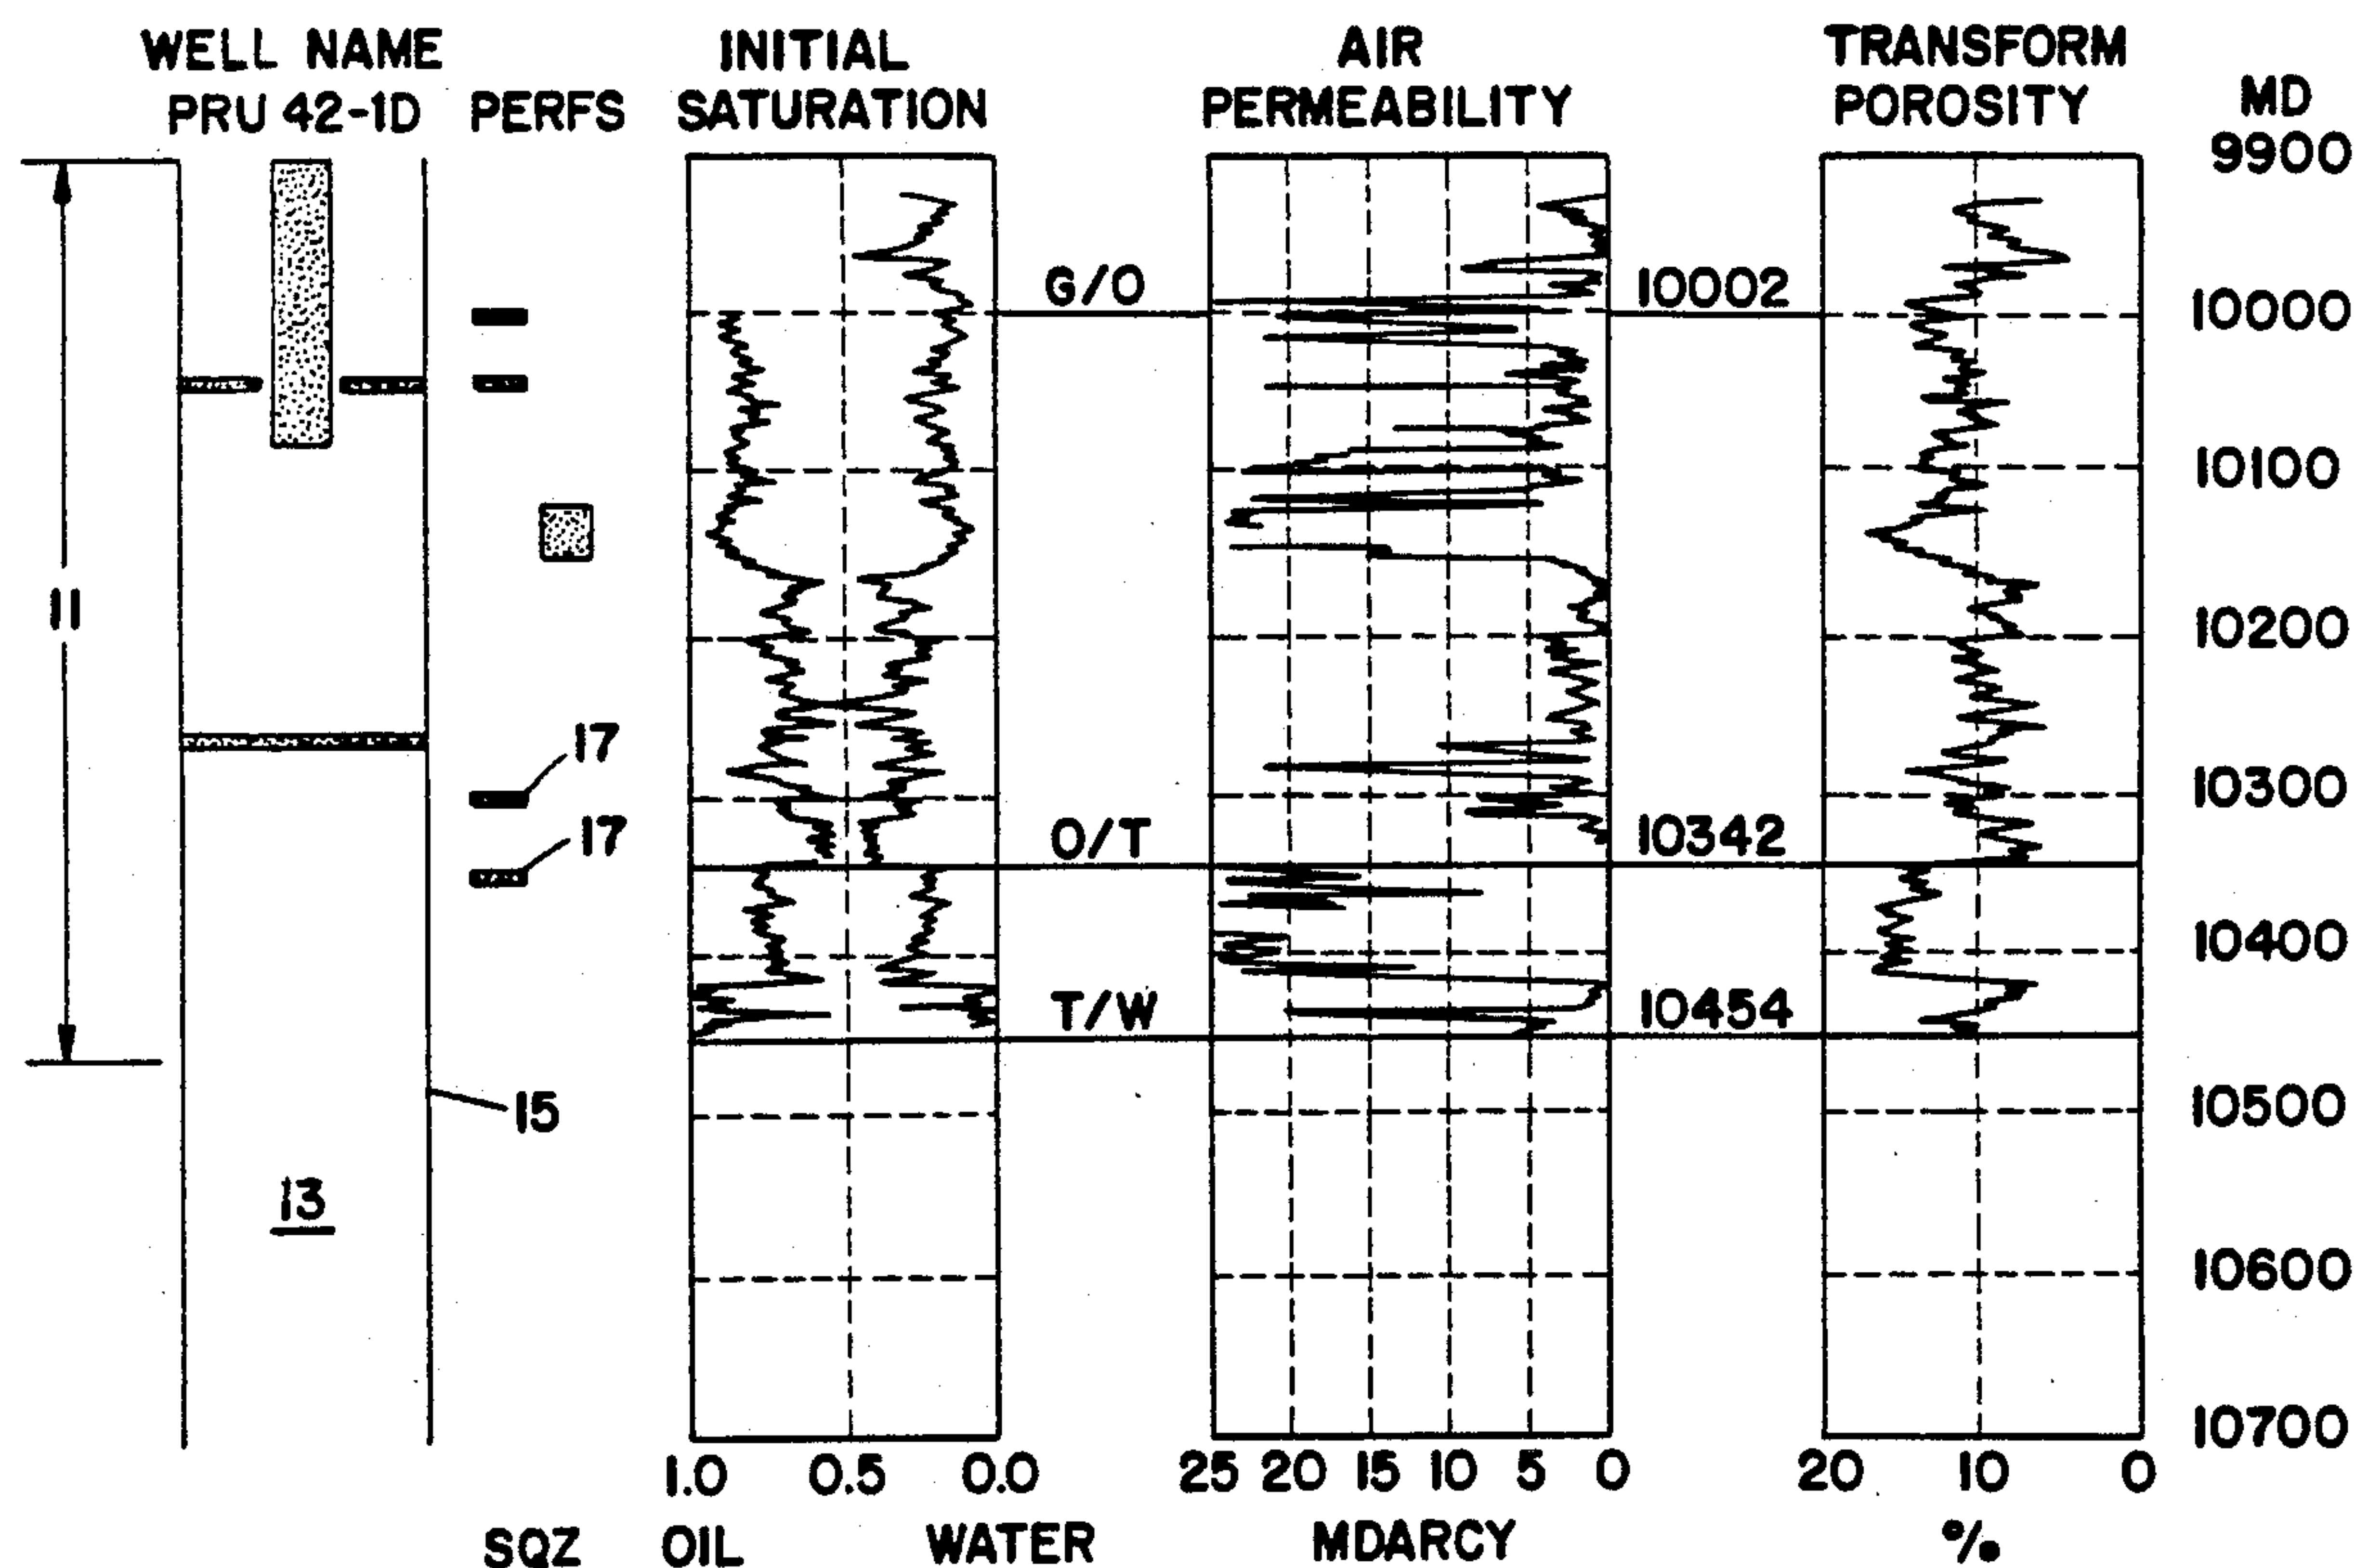 WELL NAME
PRU 42-1D
PERFS
INITIAL
SATURATION
AIR
PERMEABILITY
TRANSFORM
POROSITY
MD
9900
G/O
10002
10000
10100
11
10200
17
10300
17
O/T
10342
10400
T/W
10454
15
10500
13
10600
10700
1.0 0.5 0.0
25 20 15 10 5 0
20 10 0
SQZ OIL WATER MDARCY %